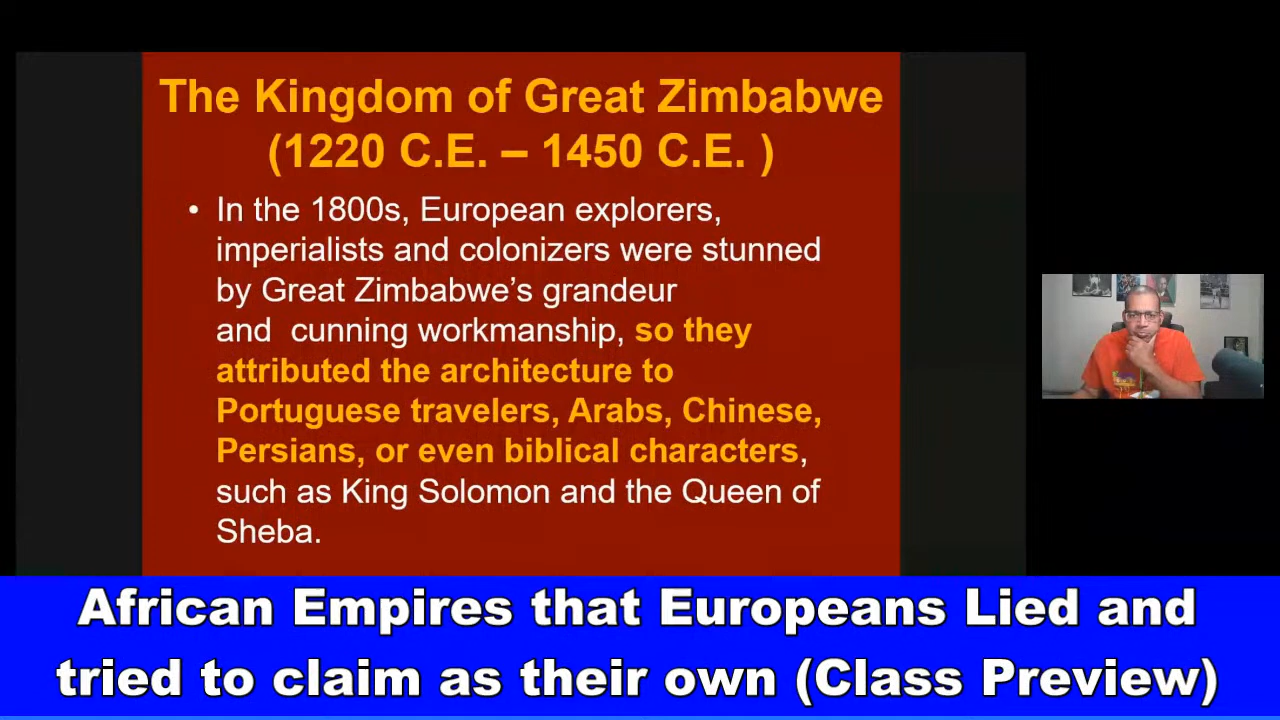 The Kingdom of Great Zimbabwe
(1220 C.E. – 1450 C.E. )
• In the 1800s, European explorers,
imperialists and colonizers were stunned
by Great Zimbabwe’s grandeur
and  cunning workmanship, so they
attributed the architecture to
Portuguese travelers, Arabs, Chinese,
Persians, or even biblical characters,
such as King Solomon and the Queen of
Sheba.
African Empires that Europeans Lied and
tried to claim as their own (Class Preview)